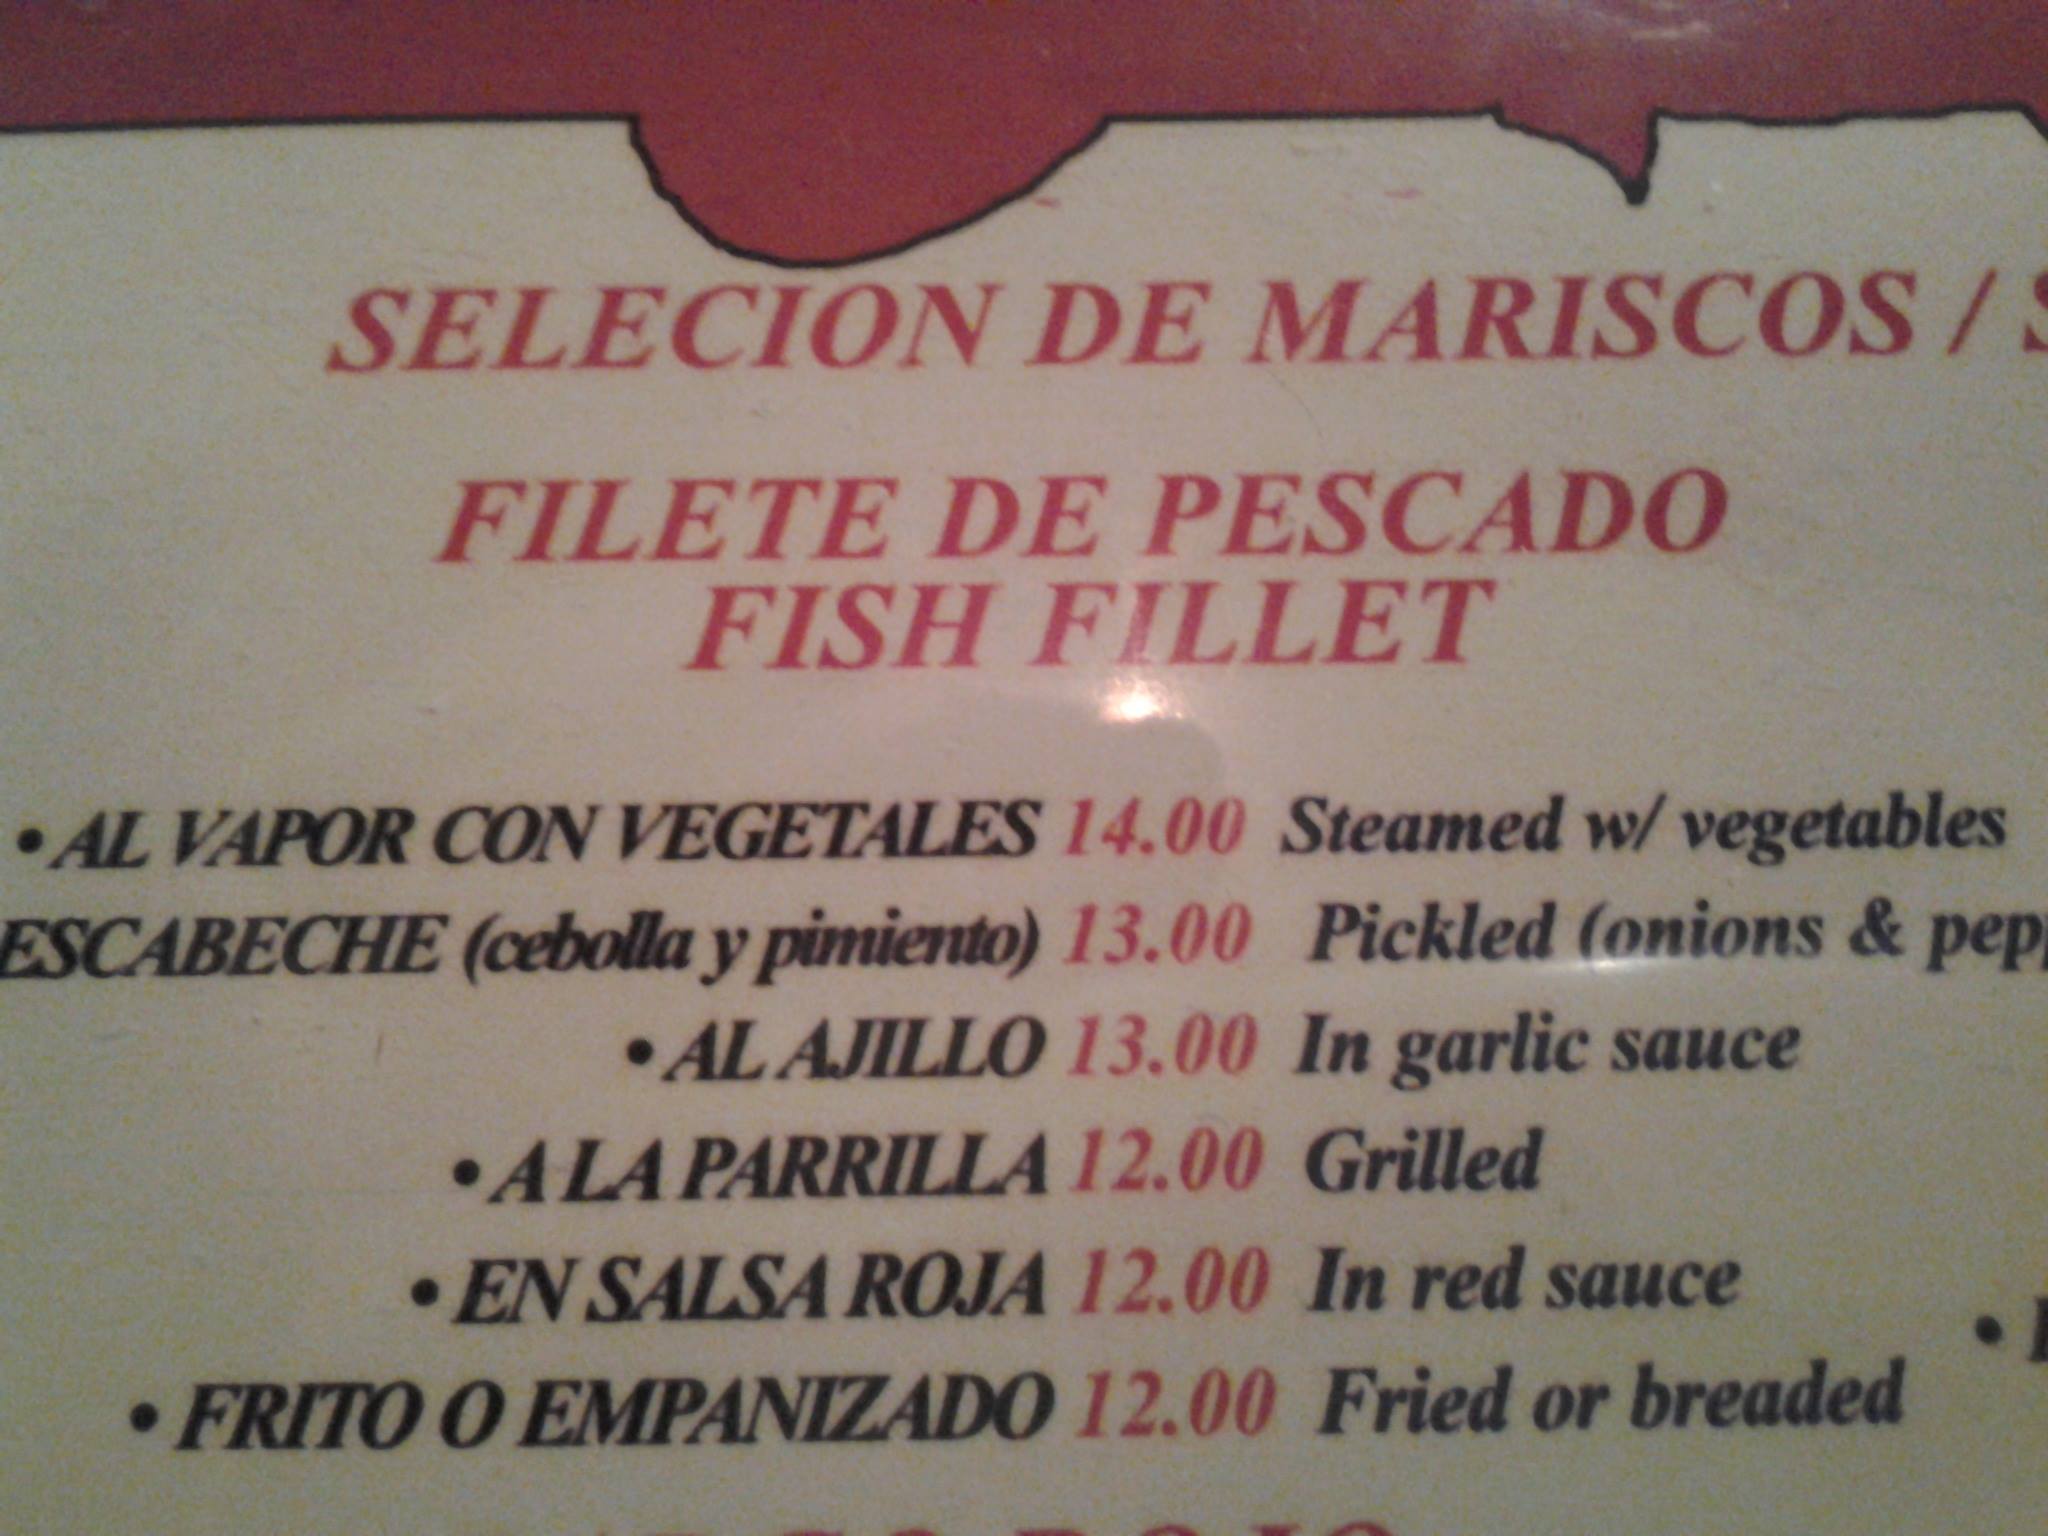 SELECION DE MARISCOS /
FILETE DE PESCADO
FISH FILLET
• AL VAPOR CON VEGETALES 14.00 Steamed w/ vegetables
ESCABECHE (cebolla y pimiento) 13.00 Pickled (onions &
• AL AJILLO 13.00 In garlic sauce
• A LA PARRILLA 12.00 Grilled
• EN SALSA ROJA 12.00 In red sauce
• FRITO O EMPANIZADO 12.00 Fried or breaded